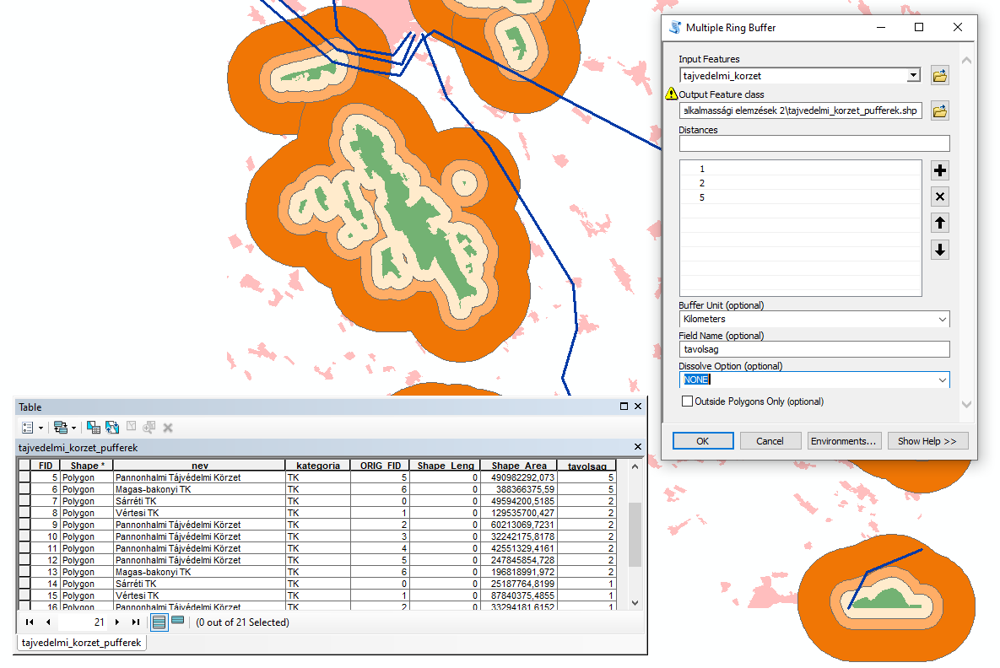 Multiple Ring Buffer
Input Features
tajvedelmi_korzet
Output Feature class
alkalmassági elemzések 2\tajvedelmi_korzet_pufferek.shp
Distances
1
2
5
Buffer Unit (optional)
Kilometers
Field Name (optional)
tavolsag
Dissolve Option (optional)
NONE
Outside Polygons Only (optional)
OK Cancel Environments... Show Help >>
Table
tajvedelmi_korzet_pufferek
FID Shape * nev kategoria ORIG_FID Shape_Leng Shape_Area tavolsag
5 Polygon Pannonhalmi Tájvédelmi Körzet TK 5 0 490982292,073 5
6 Polygon Magas-bakonyi TK TK 6 0 388366375,59 5
7 Polygon Sárréti TK TK 0 0 49594200,5185 2
8 Polygon Vértesi TK TK 1 0 129535700,427 2
9 Polygon Pannonhalmi Tájvédelmi Körzet TK 2 0 60213069,7231 2
10 Polygon Pannonhalmi Tájvédelmi Körzet TK 3 0 32242175,8178 2
11 Polygon Pannonhalmi Tájvédelmi Körzet TK 4 0 42551329,4161 2
12 Polygon Pannonhalmi Tájvédelmi Körzet TK 5 0 247845854,728 2
13 Polygon Magas-bakonyi TK TK 6 0 196818991,972 2
14 Polygon Sárréti TK TK 0 0 25187764,8199 1
15 Polygon Vértesi TK TK 1 0 87840375,4855 1
16 Polygon Pannonhalmi Tájvédelmi Körzet TK 2 0 33294181,6152 1
21 (0 out of 21 Selected)
tajvedelmi_korzet_pufferek